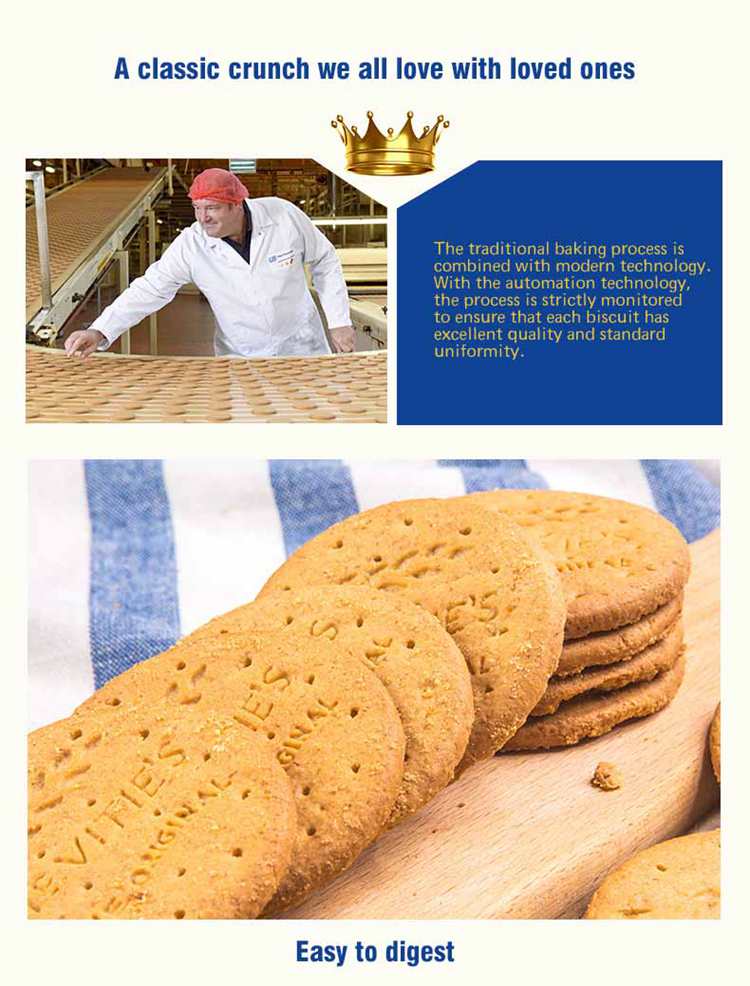 A classic crunch we all love with loved ones
The traditional baking process is
combined with modern technology.
With the automation technology,
the process is strictly monitored
to ensure that each biscuit has
excellent quality and standard
uniformity.
VITIE'S
ORIGINAL
Easy to digest